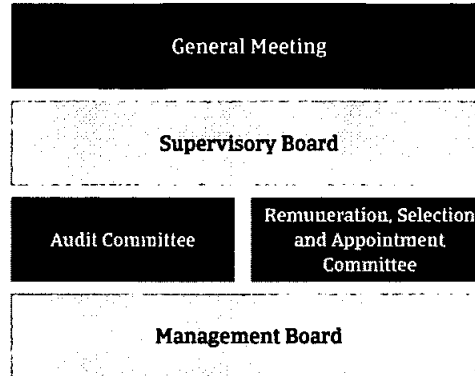 General Meeting
Supervisory Board
Audit Committee
Remuneration, Selection
and Appointment
Committee
Management Board